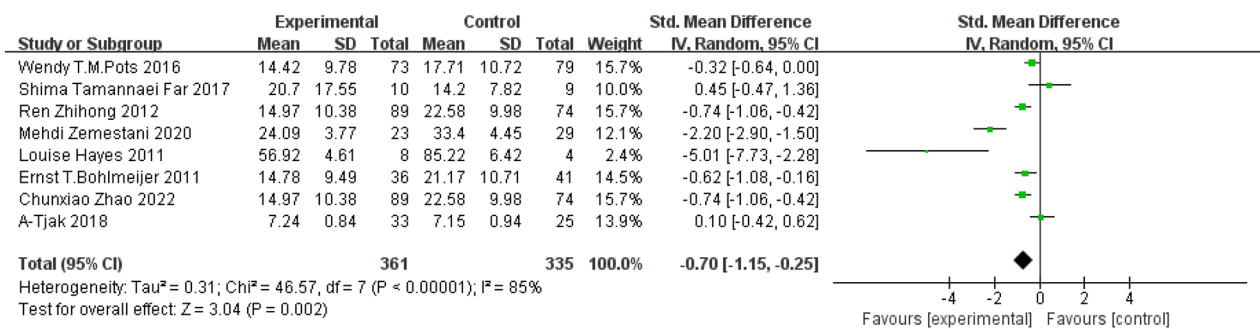 Experimental Control Std. Mean Difference Std. Mean Difference
Study or Subgroup Mean SD Total Mean SD Total Weight IV, Random, 95% CI IV, Random, 95% CI
Wendy T.M.Pots 2016 14.42 9.78 73 17.71 10.72 79 15.7% -0.32 [-0.64, 0.00]
Shima Tamannaei Far 2017 20.7 17.55 10 14.2 7.82 9 10.0% 0.45 [-0.47, 1.36]
Ren Zhihong 2012 14.97 10.38 89 22.58 9.98 74 15.7% -0.74 [-1.06, -0.42]
Mehdi Zemestani 2020 24.09 3.77 23 33.4 4.45 29 12.1% -2.20 [-2.90, -1.50]
Louise Hayes 2011 56.92 4.61 8 85.22 6.42 4 2.4% -5.01 [-7.73, -2.28]
Ernst T.Bohlmeijer 2011 14.78 9.49 36 21.17 10.71 41 14.5% -0.62 [-1.08, -0.16]
Chunxiao Zhao 2022 14.97 10.38 89 22.58 9.98 74 15.7% -0.74 [-1.06, -0.42]
A-Tjak 2018 7.24 0.84 33 7.15 0.94 25 13.9% 0.10 [-0.42, 0.62]
Total (95% CI) 361 335 100.0% -0.70 [-1.15, -0.25]
Heterogeneity: Tau² = 0.31; Chi² = 46.57, df = 7 (P < 0.00001); I² = 85%
Test for overall effect: Z = 3.04 (P = 0.002)
-4 -2 0 2 4
Favours [experimental] Favours [control]